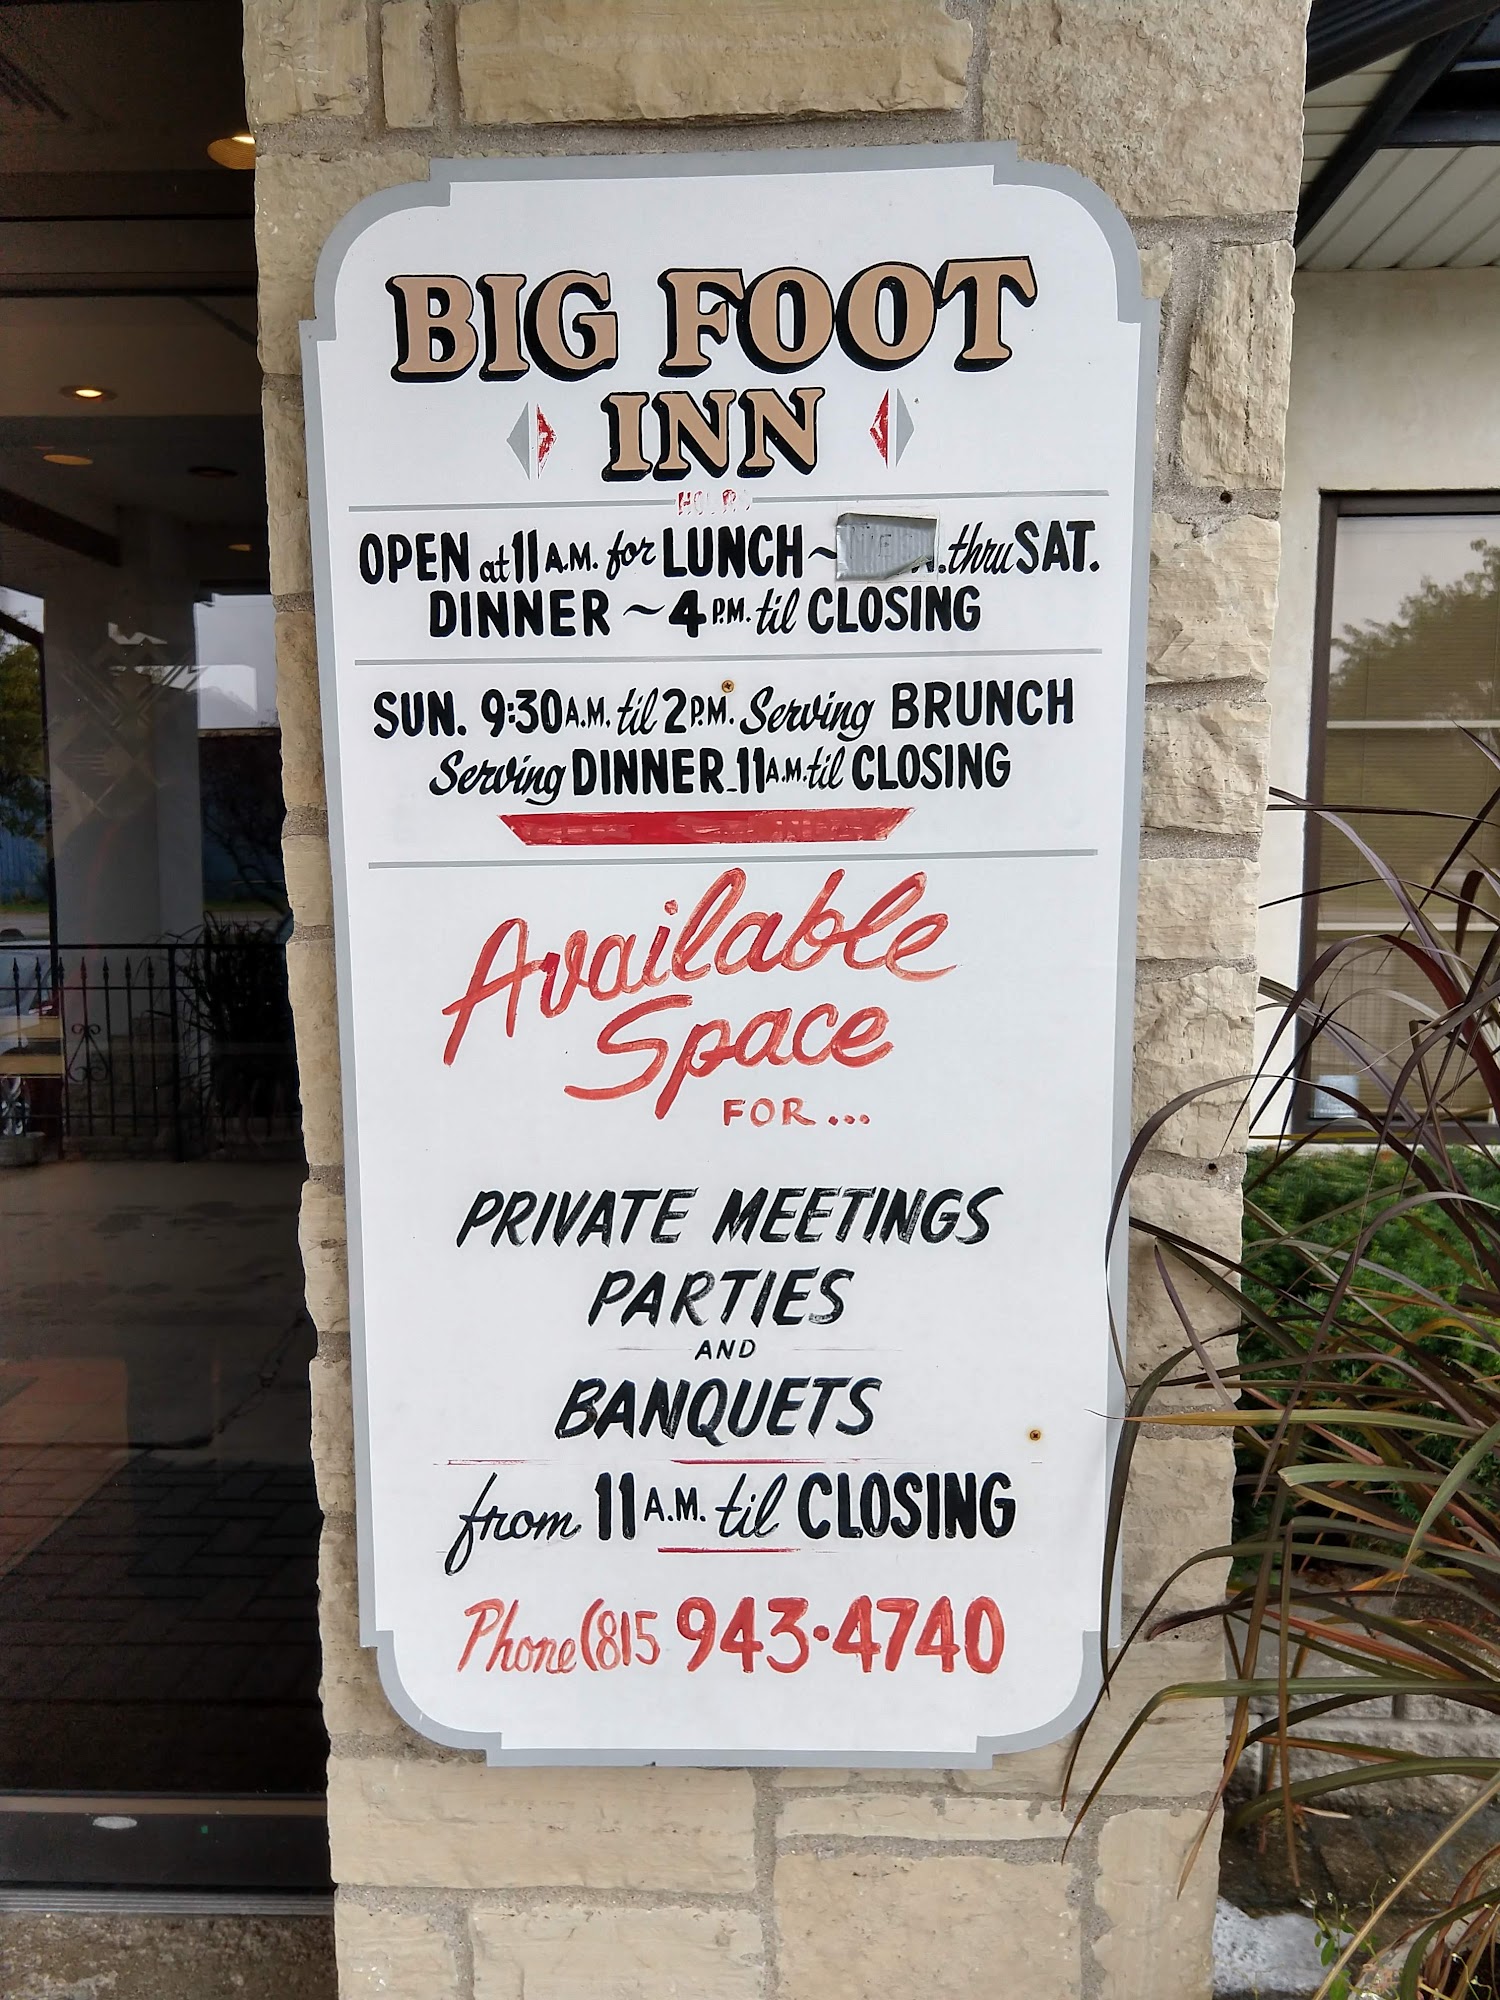 BIG FOOT
INN
HOURS
OPEN at 11 A.M. for LUNCH ~ thru SAT.
DINNER ~ 4 P.M. til CLOSING
SUN. 9:30 A.M. til 2 P.M. Serving BRUNCH
Serving DINNER 11 A.M. til CLOSING
Available
Space
FOR...
PRIVATE MEETINGS
PARTIES
AND
BANQUETS
from 11 A.M. til CLOSING
Phone (815 943·4740